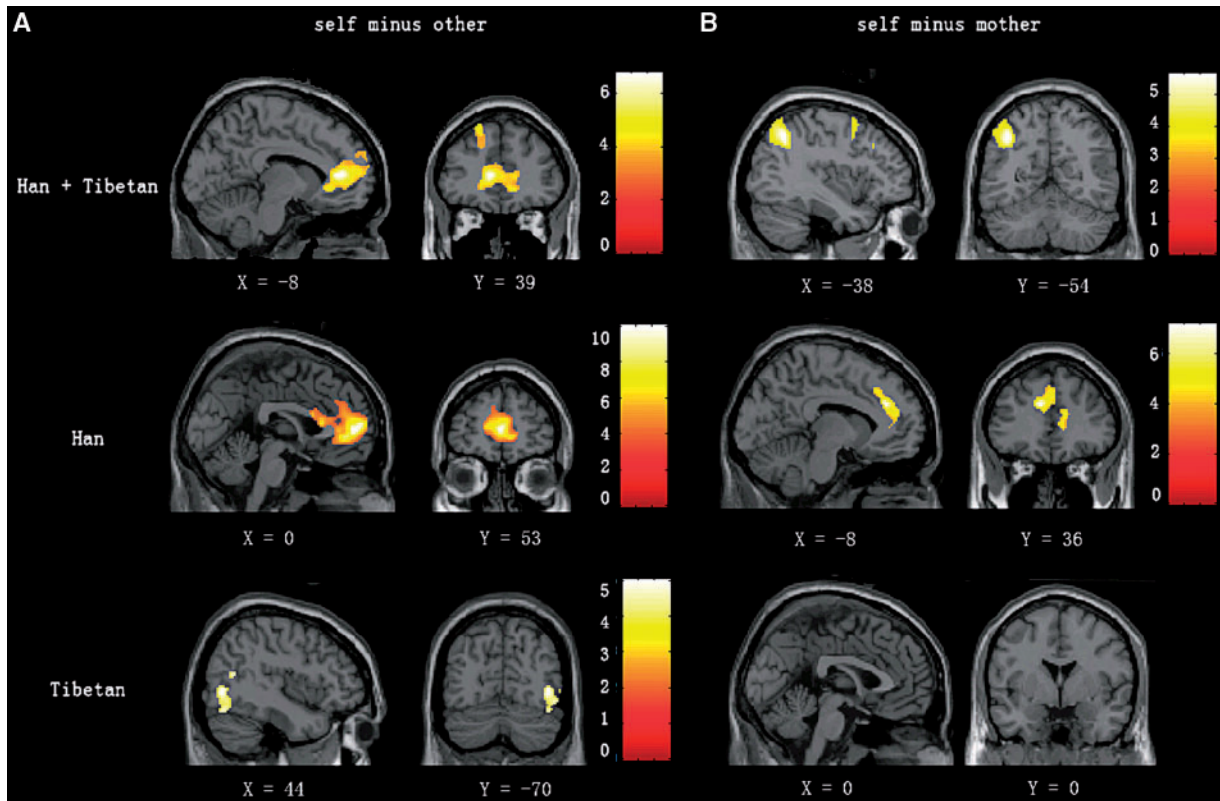 A
self minus other
B
self minus mother
Han + Tibetan
6
4
2
0
X = -8
Y = 39
5
4
3
2
1
0
X = -38
Y = -54
Han
10
8
6
4
2
0
X = 0
Y = 53
6
4
2
0
X = -8
Y = 36
Tibetan
5
4
3
2
1
0
X = 44
Y = -70
X = 0
Y = 0